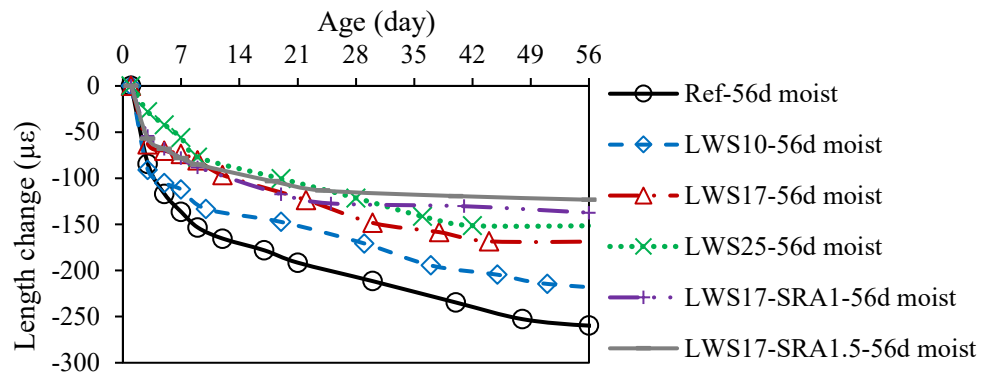 Age (day)
0 7 14 21 28 35 42 49 56
0
-50
-100
-150
-200
-250
-300
Length change (με)
Ref-56d moist
LWS10-56d moist
LWS17-56d moist
LWS25-56d moist
LWS17-SRA1-56d moist
LWS17-SRA1.5-56d moist